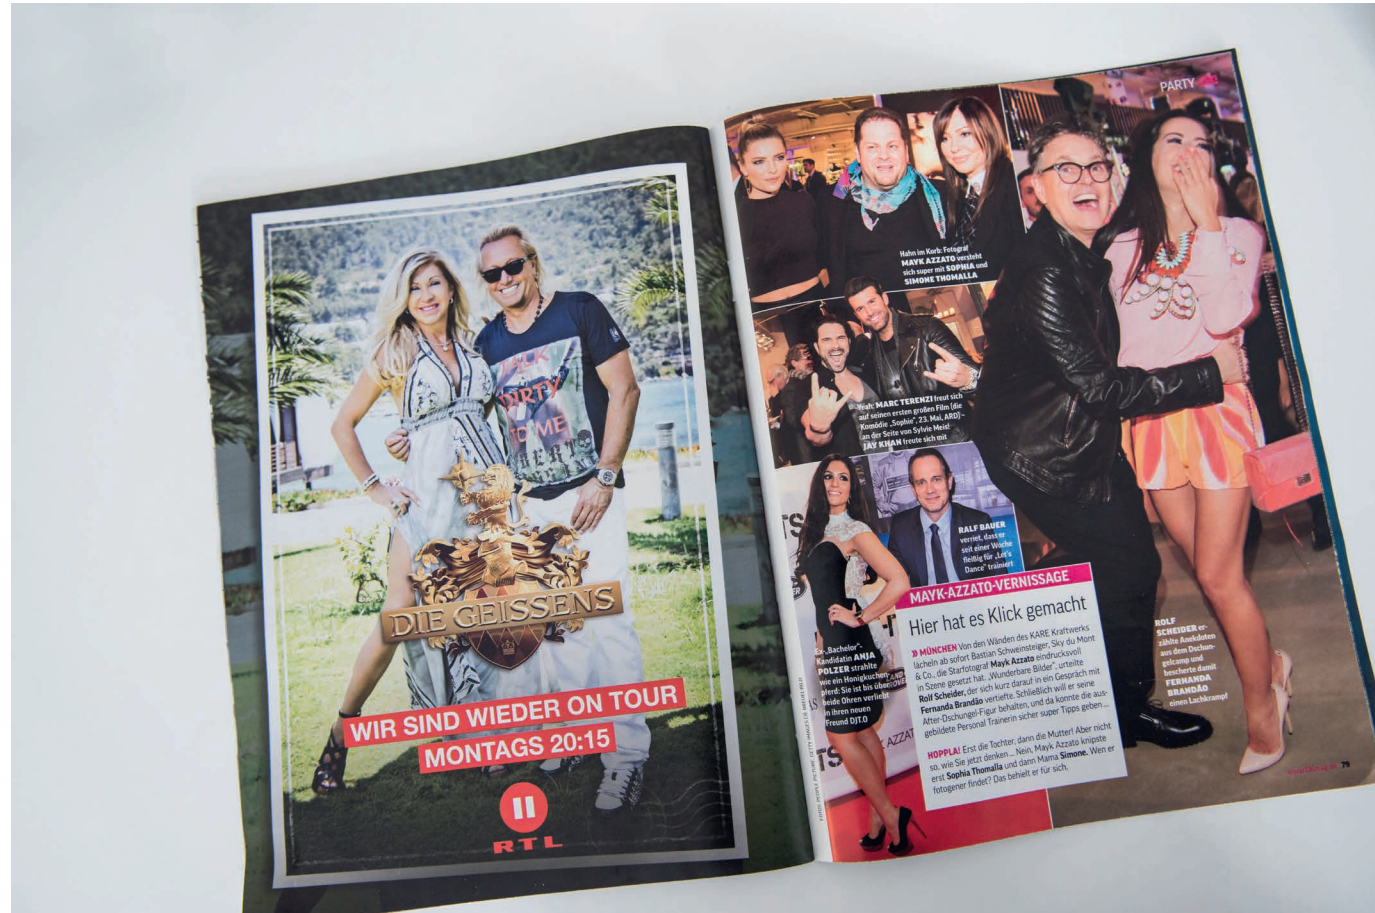 TALK
DIRTY
TO ME
DIE GEISSENS
WIR SIND WIEDER ON TOUR
MONTAGS 20:15
II
RTL
PARTY
Hahn im Korb: Fotograf
MAYK AZZATO versteht
sich super mit SOPHIA und
SIMONE THOMALLA
Yeah: MARC TERENZI freut sich
auf seinen ersten großen Film (die
Komödie „Sophie", 23. Mai, ARD) –
an der Seite von Sylvie Meis!
JAY KHAN freute sich mit
RALF BAUER
verriet, dass er
seit einer Woche
fleißig für „Let's
Dance" trainiert
Ex-„Bachelor"-
Kandidatin ANJA
POLZER strahlte
wie ein Honigkuchen-
pferd: Sie ist bis über
beide Ohren verliebt
in ihren neuen
Freund DJT.O
MAYK-AZZATO-VERNISSAGE
Hier hat es Klick gemacht
» MÜNCHEN Von den Wänden des KARE Kraftwerks
lächeln ab sofort Bastian Schweinsteiger, Sky du Mont
& Co., die Starfotograf Mayk Azzato eindrucksvoll
in Szene gesetzt hat. „Wunderbare Bilder", urteilte
Rolf Scheider, der sich kurz darauf in ein Gespräch mit
Fernanda Brandão vertiefte. Schließlich will er seine
After-Dschungel-Figur behalten, und da konnte die aus-
gebildete Personal Trainerin sicher super Tipps geben ...
HOPPLA! Erst die Tochter, dann die Mutter! Aber nicht
so, wie Sie jetzt denken ... Nein, Mayk Azzato knipste
erst Sophia Thomalla und dann Mama Simone. Wen er
fotogener findet? Das behielt er für sich.
ROLF
SCHEIDER er-
zählte Anekdoten
aus dem Dschun-
gelcamp und
bescherte damit
FERNANDA
BRANDÃO
einen Lachkrampf
79